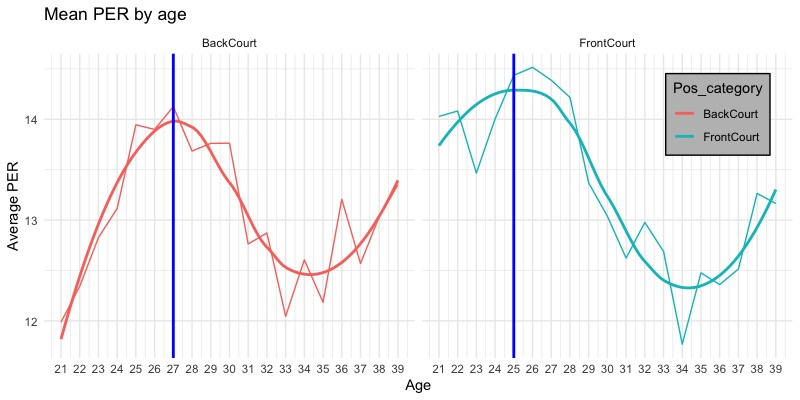 Mean PER by age
BackCourt
FrontCourt
Pos_category
BackCourt
FrontCourt
Average PER
14
13
12
21 22 23 24 25 26 27 28 29 30 31 32 33 34 35 36 37 38 39
21 22 23 24 25 26 27 28 29 30 31 32 33 34 35 36 37 38 39
Age